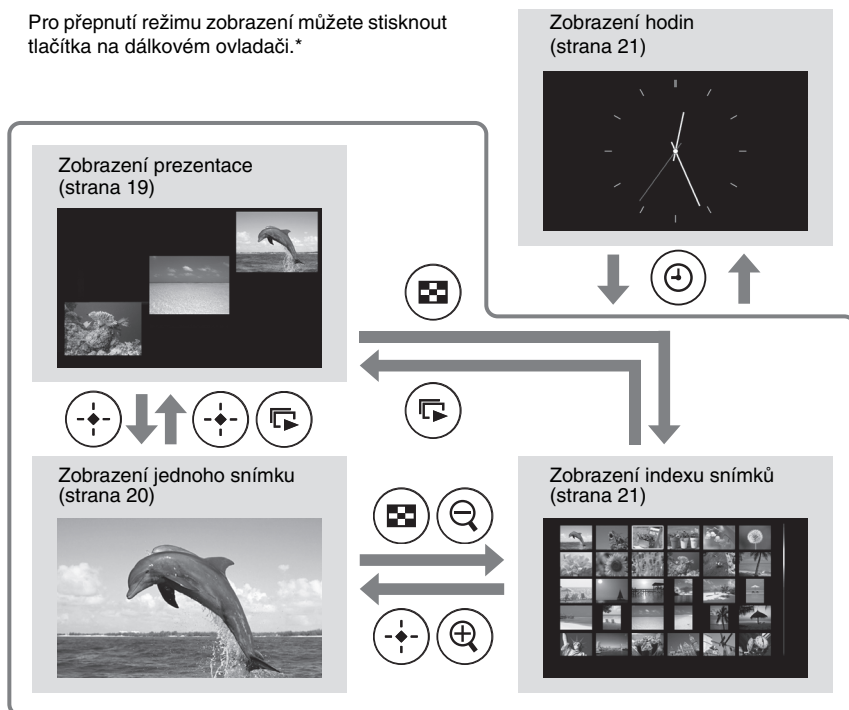 Pro přepnutí režimu zobrazení můžete stisknout
tlačítka na dálkovém ovladači.*
Zobrazení hodin
(strana 21)
Zobrazení prezentace
(strana 19)
Zobrazení jednoho snímku
(strana 20)
Zobrazení indexu snímků
(strana 21)